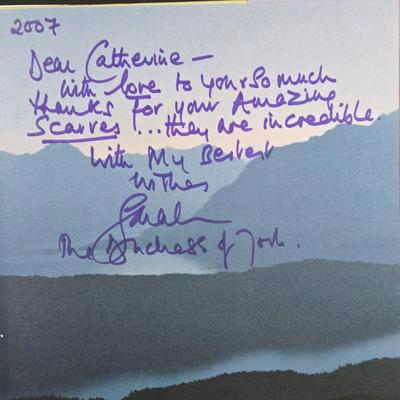 2007
Dear Catherine –
with love to you & so much
thanks for your Amazing
Scarves !...they are incredible.
with My Bestest
wishes
Sarah
The Duchess of York.